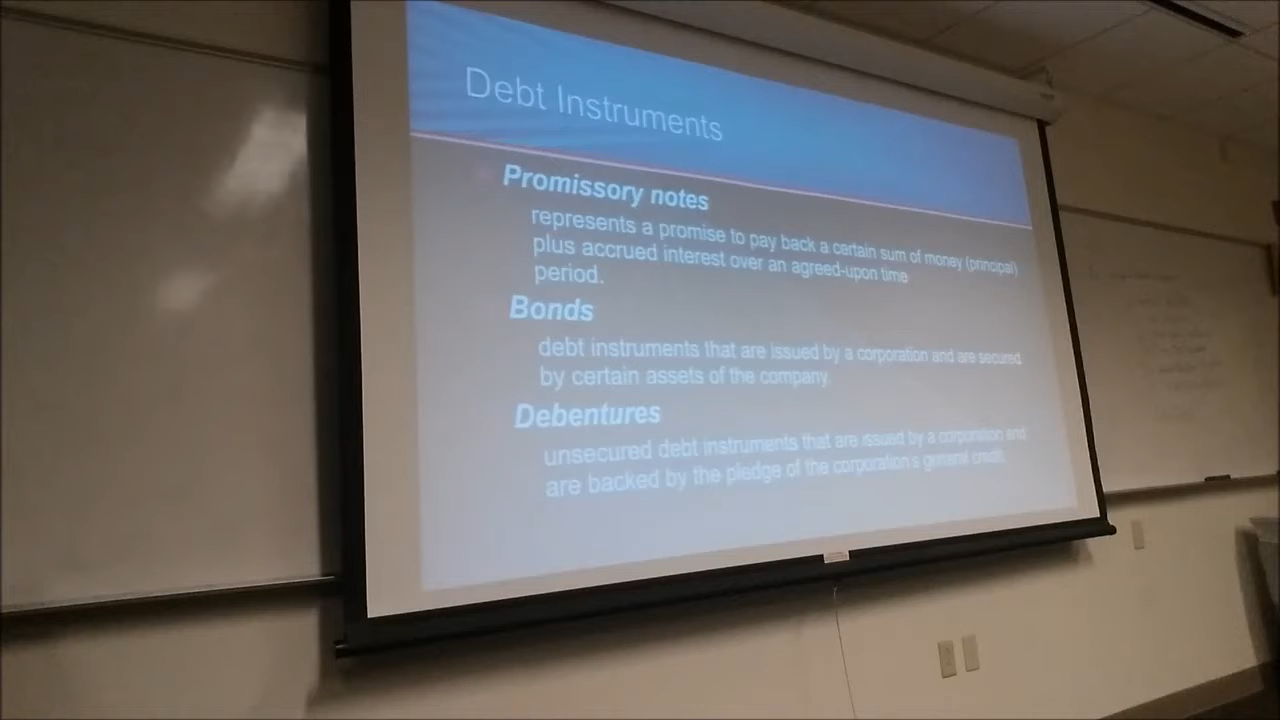 Debt Instruments
Promissory notes
represents a promise to pay back a certain sum of money (principal)
plus accrued interest over an agreed-upon time
period.
Bonds
debt instruments that are issued by a corporation and are secured
by certain assets of the company.
Debentures
unsecured debt instruments that are issued by a corporation and
are backed by the pledge of the corporation's general credit.